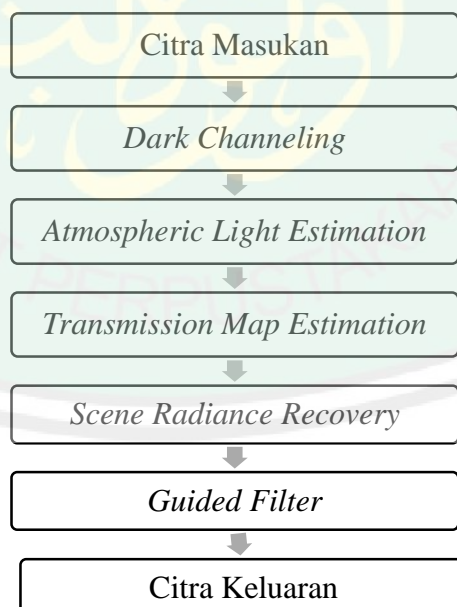 Citra Masukan
Dark Channeling
Atmospheric Light Estimation
Transmission Map Estimation
Scene Radiance Recovery
Guided Filter
Citra Keluaran